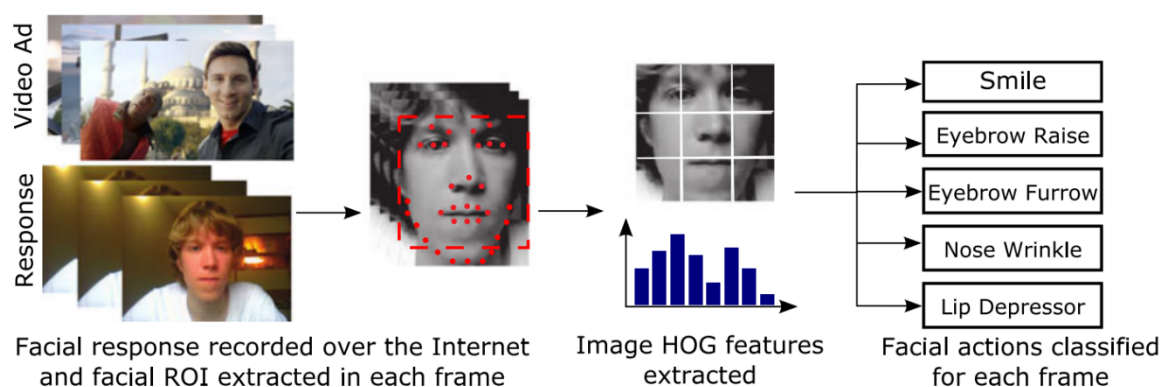 Video Ad
Response
Smile
Eyebrow Raise
Eyebrow Furrow
Nose Wrinkle
Lip Depressor
Facial response recorded over the Internet
and facial ROI extracted in each frame
Image HOG features
extracted
Facial actions classified
for each frame